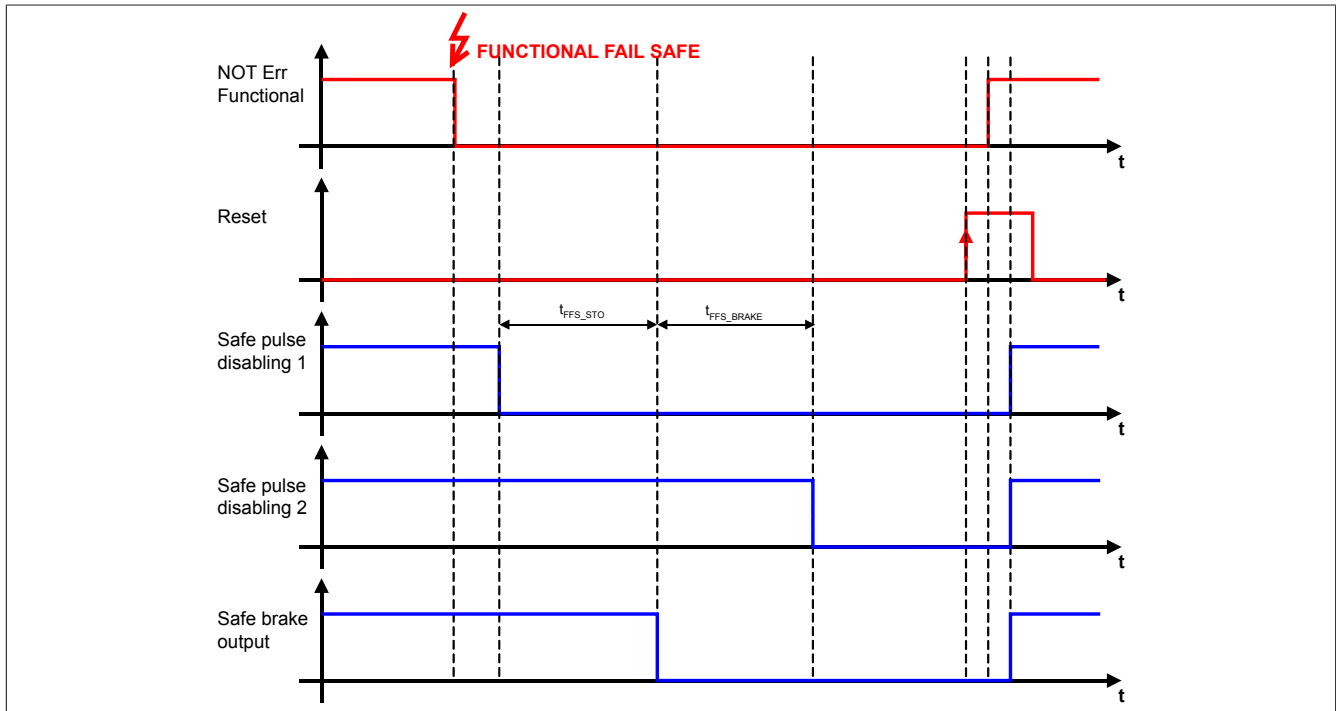 FUNCTIONAL FAIL SAFE
NOT Err
Functional
t
Reset
t
tFFS_STO
tFFS_BRAKE
Safe pulse
disabling 1
t
Safe pulse
disabling 2
t
Safe brake
output
t